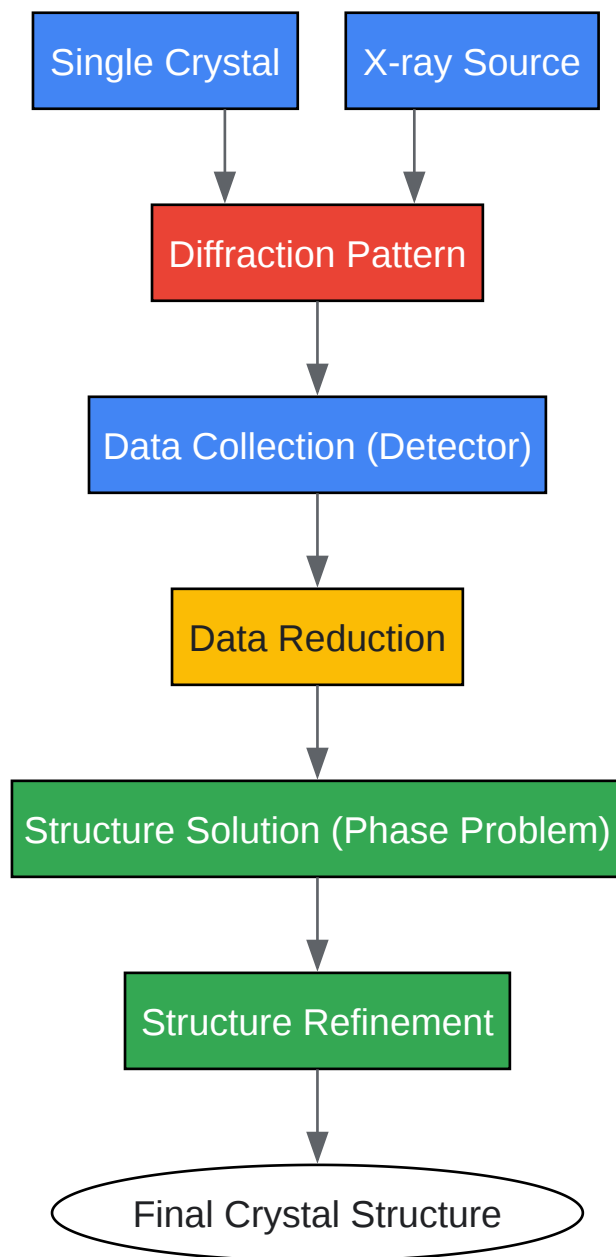 Single Crystal
X-ray Source
Diffraction Pattern
Data Collection (Detector)
Data Reduction
Structure Solution (Phase Problem)
Structure Refinement
Final Crystal Structure